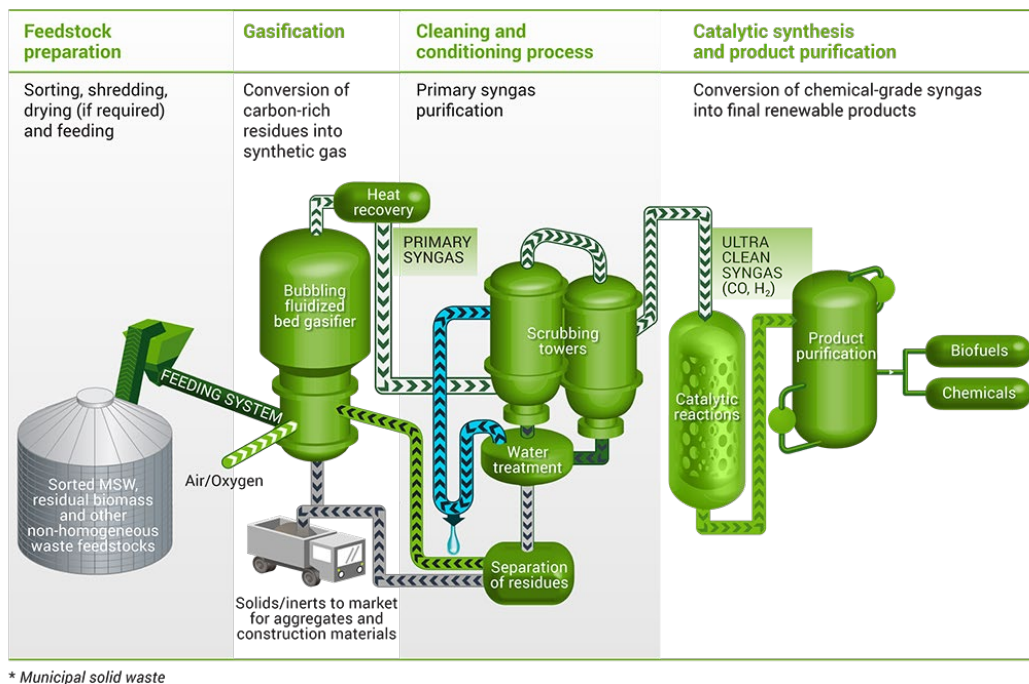 Feedstock
preparation
Gasification
Cleaning and
conditioning process
Catalytic synthesis
and product purification
Sorting, shredding,
drying (if required)
and feeding
Conversion of
carbon-rich
residues into
synthetic gas
Primary syngas
purification
Conversion of chemical-grade syngas
into final renewable products
Heat
recovery
PRIMARY
SYNGAS
ULTRA
CLEAN
SYNGAS
(CO, H₂)
Bubbling
fluidized
bed gasifier
Scrubbing
towers
Product
purification
Biofuels
Chemicals
FEEDING SYSTEM
Catalytic
reactions
Water
treatment
Air/Oxygen
Sorted MSW,
residual biomass
and other
non-homogeneous
waste feedstocks
Separation
of residues
Solids/inerts to market
for aggregates and
construction materials
* Municipal solid waste